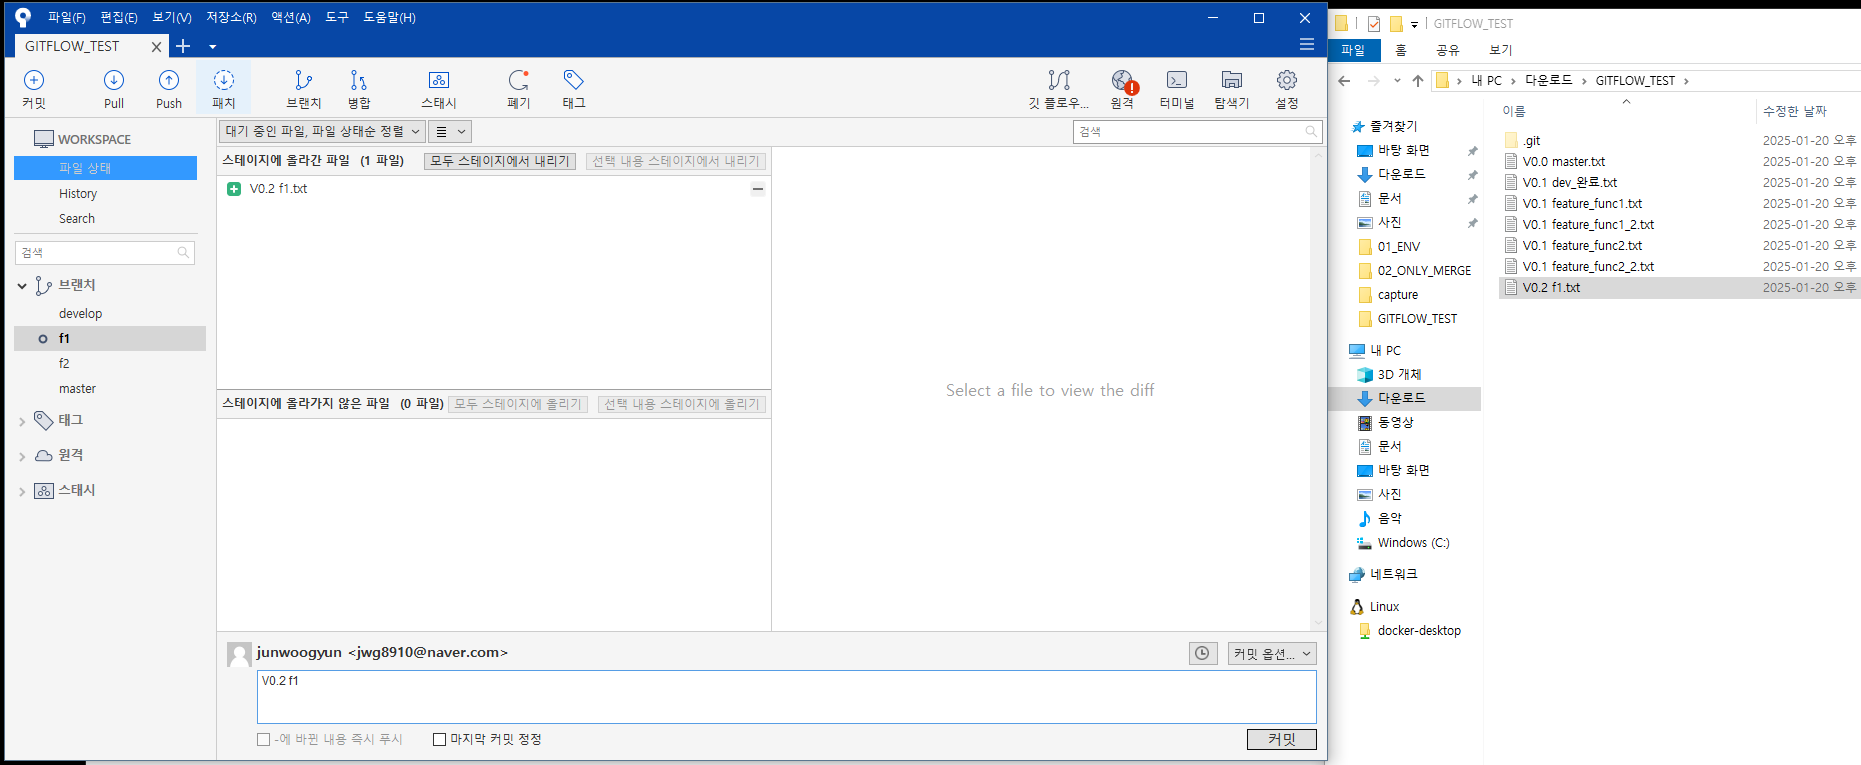 파일(F) 편집(E) 보기(V) 저장소(R) 액션(A) 도구 도움말(H)
GITFLOW_TEST
커밋 Pull Push 패치 브랜치 병합 스태시 폐기 태그 깃 플로우... 원격 터미널 탐색기 설정
WORKSPACE
파일 상태
History
Search
검색
브랜치
develop
f1
f2
master
태그
원격
스태시
대기 중인 파일, 파일 상태순 정렬
검색
스테이지에 올라간 파일 (1 파일) 모두 스테이지에서 내리기 선택 내용 스테이지에서 내리기
V0.2 f1.txt
스테이지에 올라가지 않은 파일 (0 파일) 모두 스테이지에 올리기 선택 내용 스테이지에 올리기
Select a file to view the diff
junwoogyun <jwg8910@naver.com>
커밋 옵션...
V0.2 f1
-에 바뀐 내용 즉시 푸시 마지막 커밋 정정
커밋
GITFLOW_TEST
파일 홈 공유 보기
내 PC > 다운로드 > GITFLOW_TEST >
즐겨찾기
바탕 화면
다운로드
문서
사진
01_ENV
02_ONLY_MERGE
capture
GITFLOW_TEST
내 PC
3D 개체
다운로드
동영상
문서
바탕 화면
사진
음악
Windows (C:)
네트워크
Linux
docker-desktop
이름 수정한 날짜
.git 2025-01-20 오후
V0.0 master.txt 2025-01-20 오후
V0.1 dev_완료.txt 2025-01-20 오후
V0.1 feature_func1.txt 2025-01-20 오후
V0.1 feature_func1_2.txt 2025-01-20 오후
V0.1 feature_func2.txt 2025-01-20 오후
V0.1 feature_func2_2.txt 2025-01-20 오후
V0.2 f1.txt 2025-01-20 오후